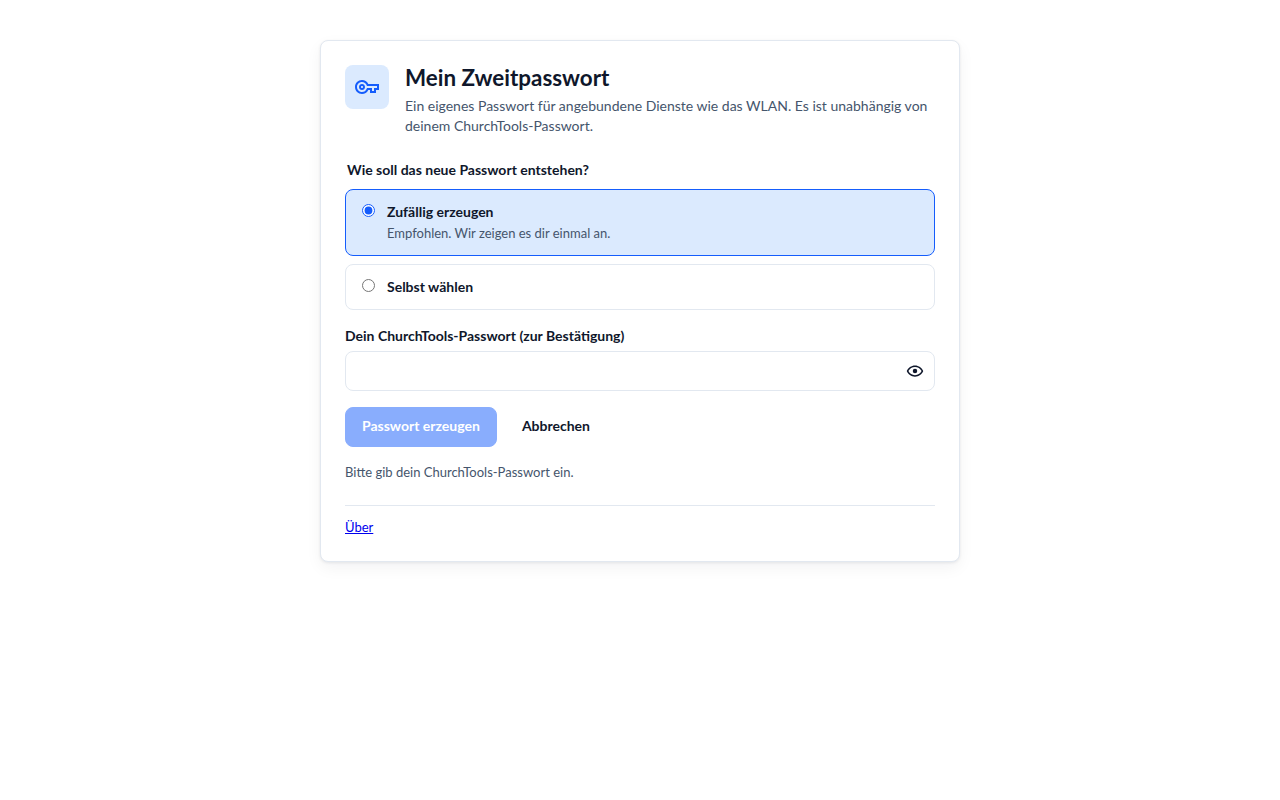 Mein Zweitpasswort
Ein eigenes Passwort für angebundene Dienste wie das WLAN. Es ist unabhängig von
deinem ChurchTools-Passwort.
Wie soll das neue Passwort entstehen?
Zufällig erzeugen
Empfohlen. Wir zeigen es dir einmal an.
Selbst wählen
Dein ChurchTools-Passwort (zur Bestätigung)
Passwort erzeugen
Abbrechen
Bitte gib dein ChurchTools-Passwort ein.
Über